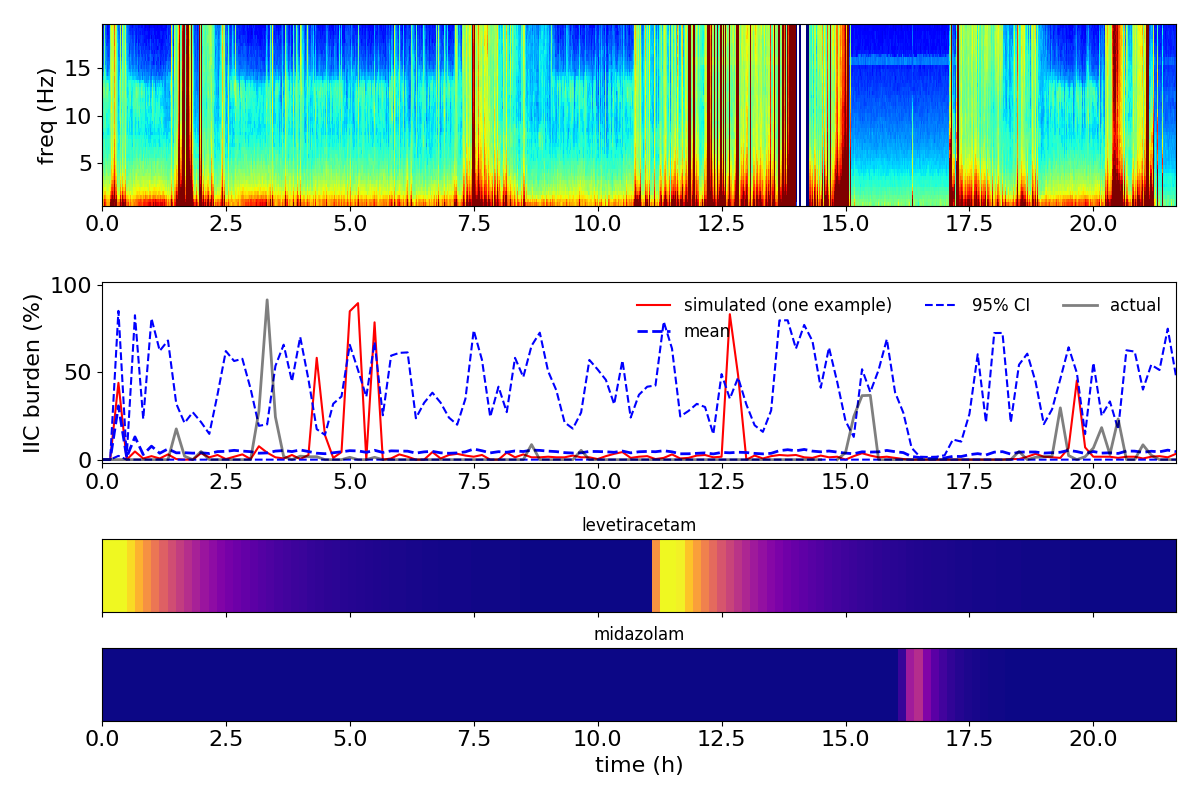 freq (Hz)
15
10
5
0.0 2.5 5.0 7.5 10.0 12.5 15.0 17.5 20.0
IIC burden (%)
100
50
0
simulated (one example) 95% CI actual
mean
0.0 2.5 5.0 7.5 10.0 12.5 15.0 17.5 20.0
levetiracetam
midazolam
0.0 2.5 5.0 7.5 10.0 12.5 15.0 17.5 20.0
time (h)